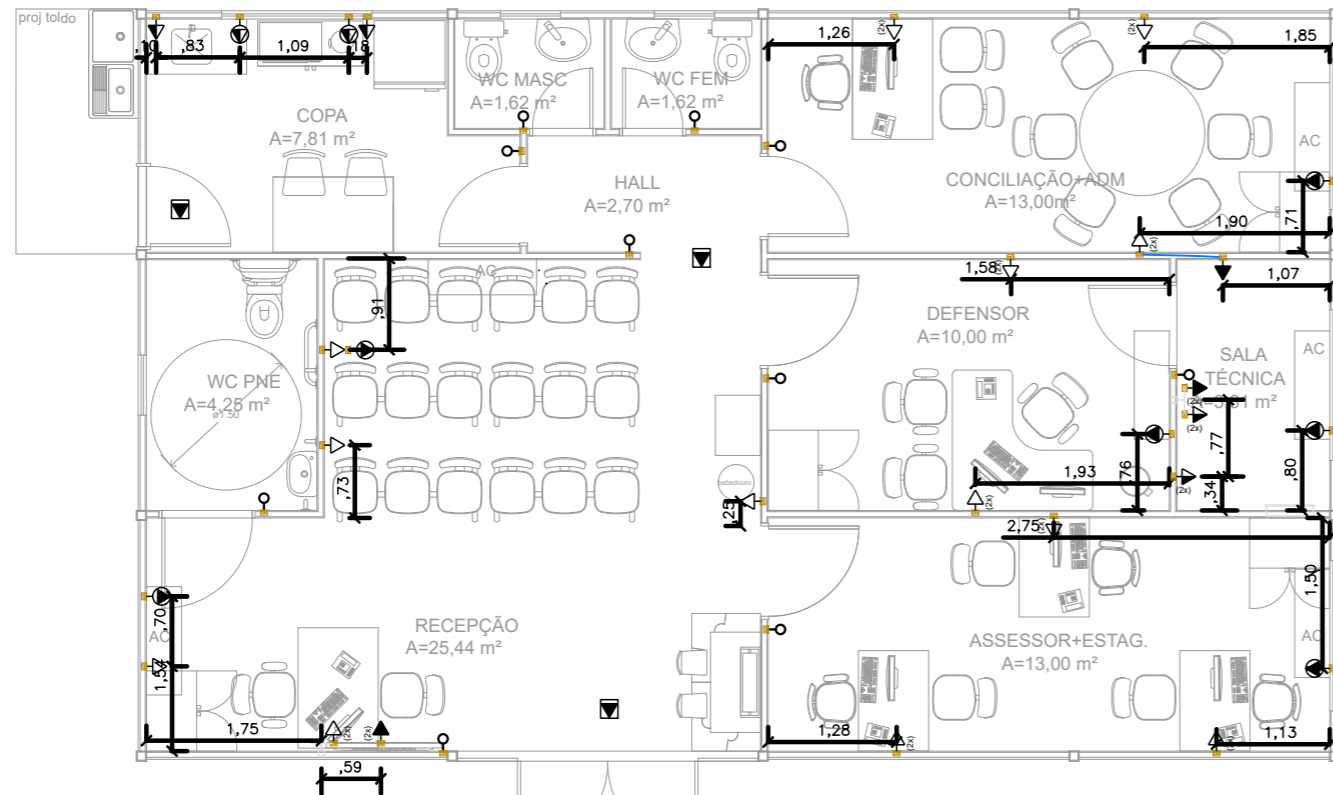 proj toldo
,10
,83
1,09
,18
1,26
(2x)
(2x)
1,85
WC MASC
A=1,62 m²
WC FEM
A=1,62 m²
COPA
A=7,81 m²
AC
HALL
A=2,70 m²
CONCILIAÇÃO+ADM
A=13,00m²
1,90
,71
(2x)
AC
(2x)
1,58
1,07
,91
DEFENSOR
A=10,00 m²
SALA
TÉCNICA
AC
WC PNE
A=4,25 m²
ø1.50
(2x)
(2x)
,77
,76
,80
1,93
,73
bebedouro
,34
(2x)
,25
(2x)
2,75
(2x)
1,50
,70
AC
RECEPÇÃO
A=25,44 m²
ASSESSOR+ESTAG.
A=13,00 m²
AC
1,75
(2x)
(2x)
1,28
(2x)
(2x)
1,13
,59